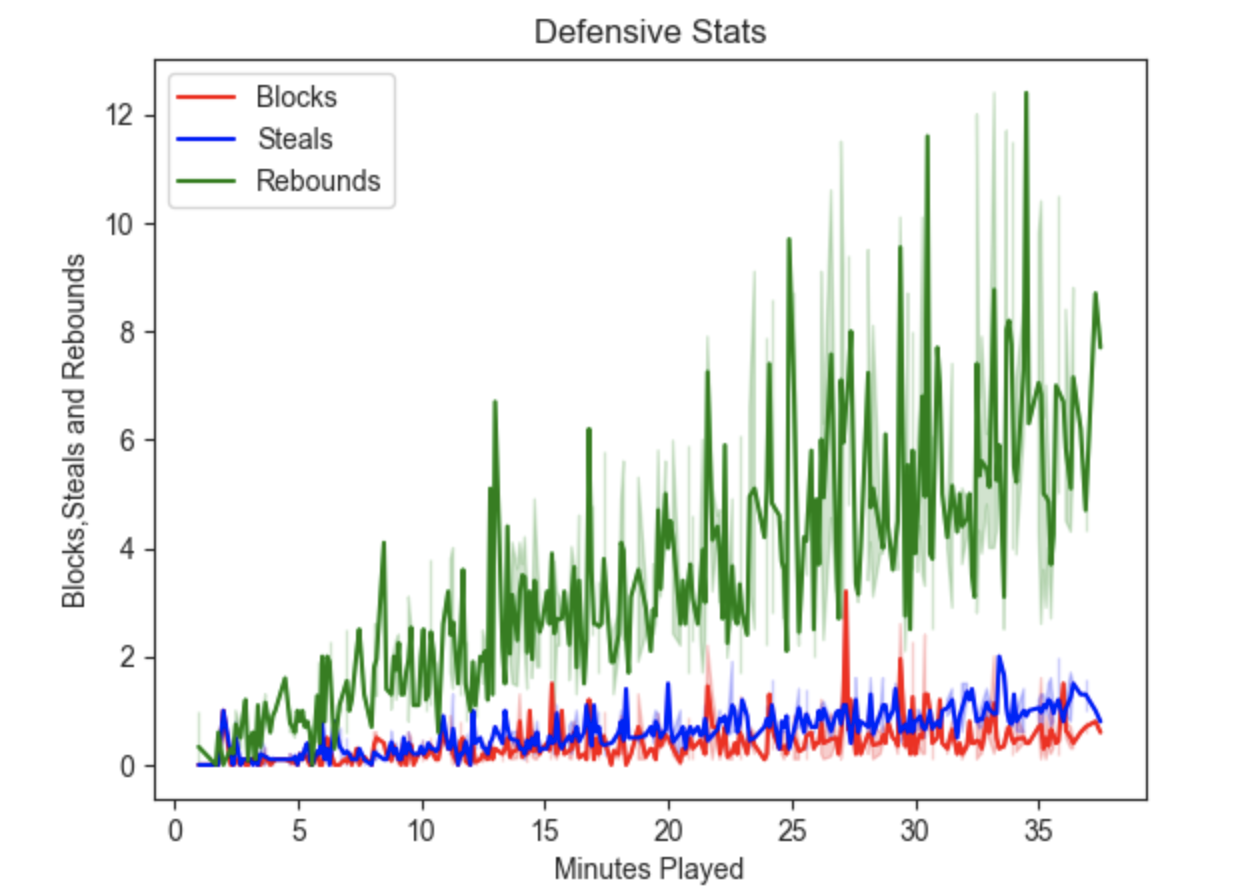 Defensive Stats
Blocks
Steals
Rebounds
Blocks,Steals and Rebounds
12
10
8
6
4
2
0
0 5 10 15 20 25 30 35
Minutes Played